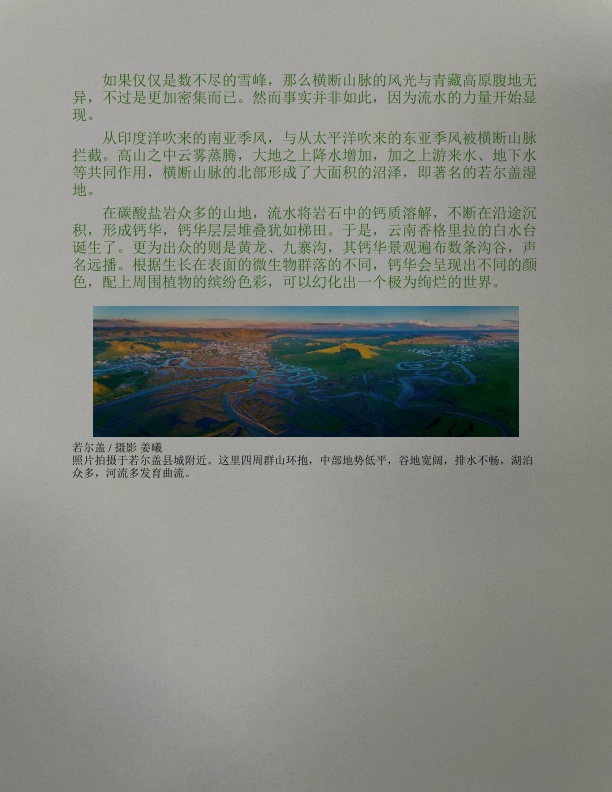 如果仅仅是数不尽的雪峰，那么横断山脉的风光与青藏高原腹地无
异，不过是更加密集而已。然而事实并非如此，因为流水的力量开始显
现。
从印度洋吹来的南亚季风，与从太平洋吹来的东亚季风被横断山脉
拦截。高山之中云雾蒸腾，大地之上降水增加，加之上游来水、地下水
等共同作用，横断山脉的北部形成了大面积的沼泽，即著名的若尔盖湿
地。
在碳酸盐岩众多的山地，流水将岩石中的钙质溶解，不断在沿途沉
积，形成钙华，钙华层层堆叠犹如梯田。于是，云南香格里拉的白水台
诞生了。更为出众的则是黄龙、九寨沟，其钙华景观遍布数条沟谷，声
名远播。根据生长在表面的微生物群落的不同，钙华会呈现出不同的颜
色，配上周围植物的缤纷色彩，可以幻化出一个极为绚烂的世界。
若尔盖 / 摄影 姜曦
照片拍摄于若尔盖县城附近。这里四周群山环抱，中部地势低平，谷地宽阔，排水不畅，湖泊
众多，河流多发育曲流。